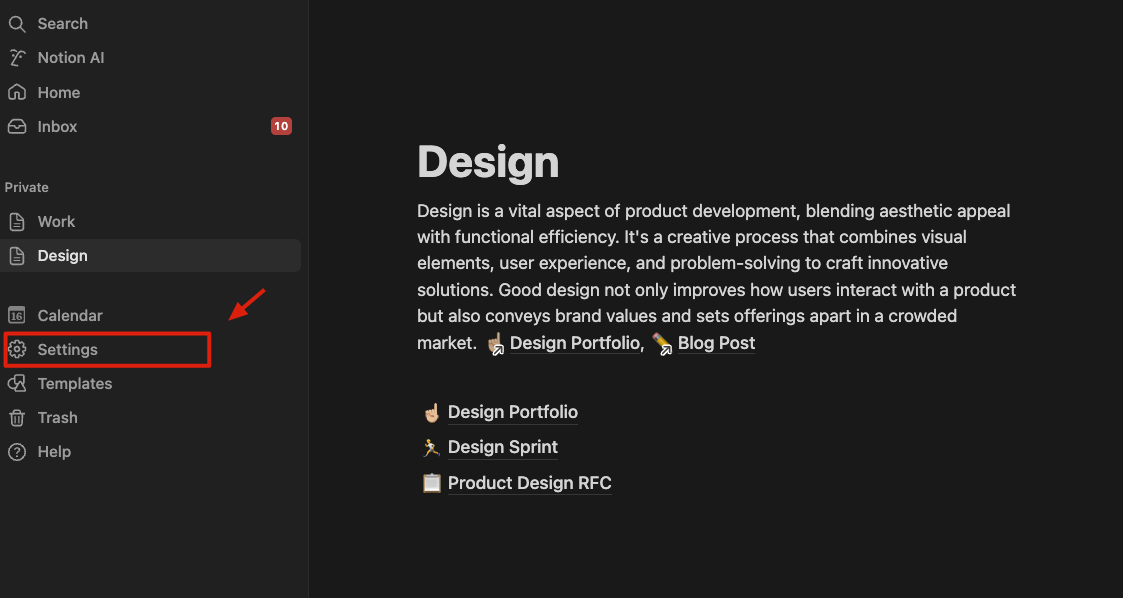 Search
Notion AI
Home
Inbox
10
Private
Work
Design
16
Calendar
Settings
Templates
Trash
Help
Design
Design is a vital aspect of product development, blending aesthetic appeal
with functional efficiency. It's a creative process that combines visual
elements, user experience, and problem-solving to craft innovative
solutions. Good design not only improves how users interact with a product
but also conveys brand values and sets offerings apart in a crowded
market. Design Portfolio, Blog Post
Design Portfolio
Design Sprint
Product Design RFC